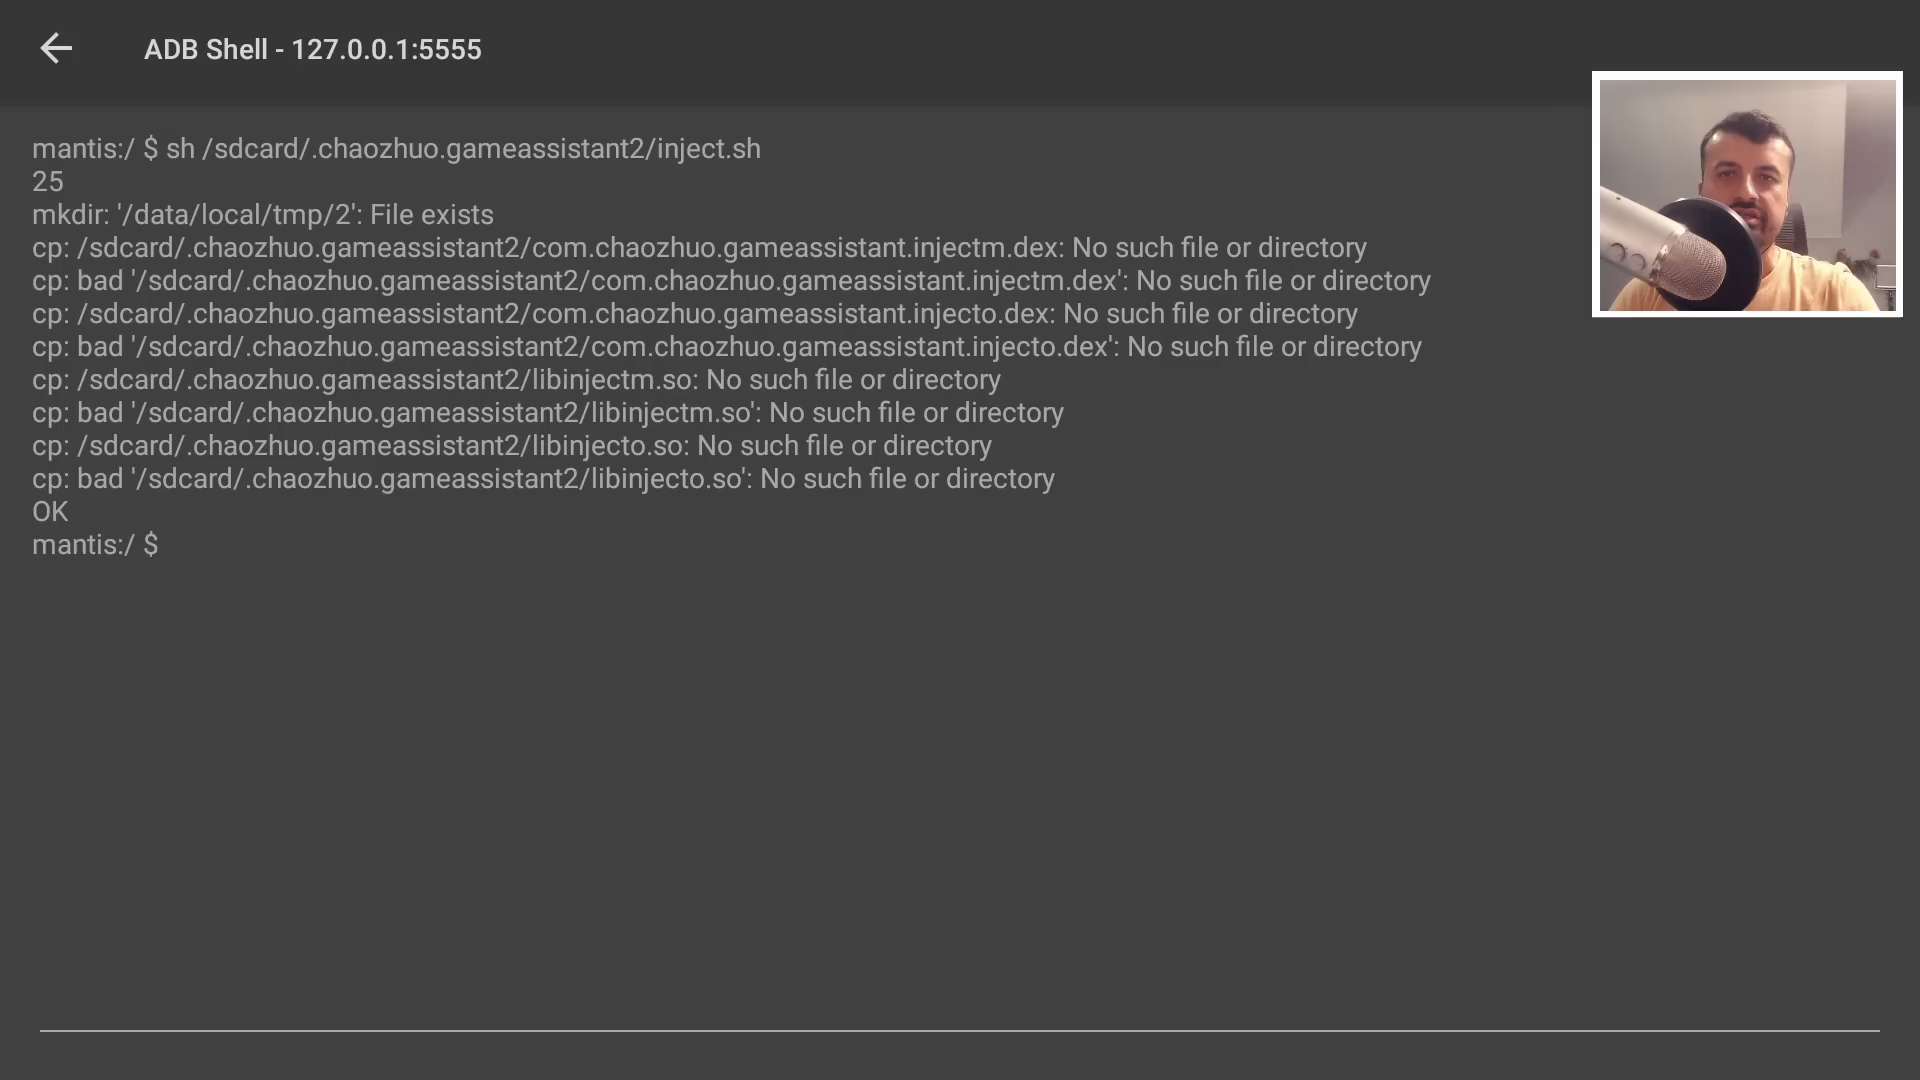 ADB Shell - 127.0.0.1:5555
mantis:/ $ sh /sdcard/.chaozhuo.gameassistant2/inject.sh
25
mkdir: '/data/local/tmp/2': File exists
cp: /sdcard/.chaozhuo.gameassistant2/com.chaozhuo.gameassistant.injectm.dex: No such file or directory
cp: bad '/sdcard/.chaozhuo.gameassistant2/com.chaozhuo.gameassistant.injectm.dex': No such file or directory
cp: /sdcard/.chaozhuo.gameassistant2/com.chaozhuo.gameassistant.injecto.dex: No such file or directory
cp: bad '/sdcard/.chaozhuo.gameassistant2/com.chaozhuo.gameassistant.injecto.dex': No such file or directory
cp: /sdcard/.chaozhuo.gameassistant2/libinjectm.so: No such file or directory
cp: bad '/sdcard/.chaozhuo.gameassistant2/libinjectm.so': No such file or directory
cp: /sdcard/.chaozhuo.gameassistant2/libinjecto.so: No such file or directory
cp: bad '/sdcard/.chaozhuo.gameassistant2/libinjecto.so': No such file or directory
OK
mantis:/ $